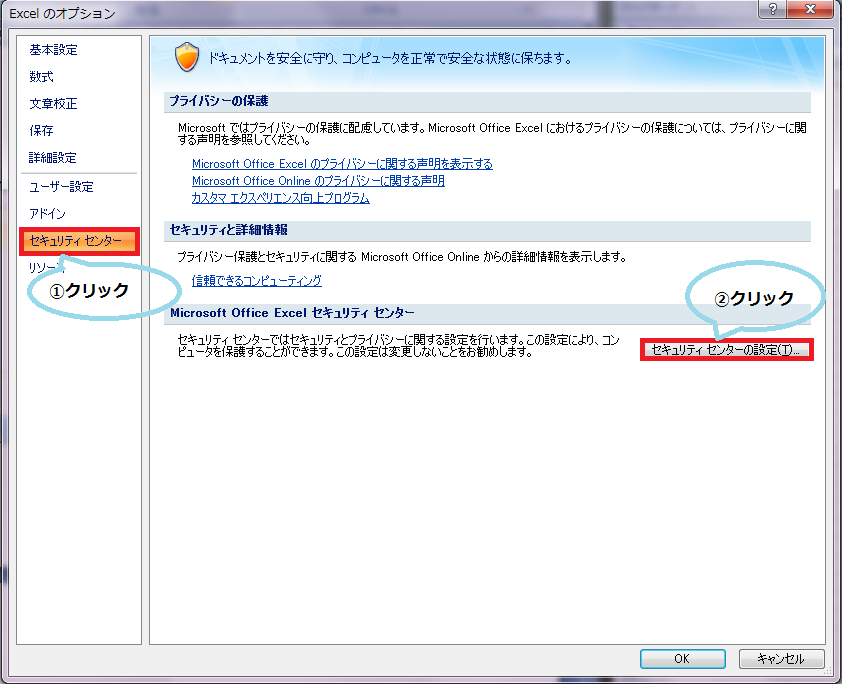 Excel のオプション
基本設定
数式
文章校正
保存
詳細設定
ユーザー設定
アドイン
セキュリティ センター
リソース
①クリック
ドキュメントを安全に守り、コンピュータを正常で安全な状態に保ちます。
プライバシーの保護
Microsoft ではプライバシーの保護に配慮しています。Microsoft Office Excel におけるプライバシーの保護については、プライバシーに関
する声明を参照してください。
Microsoft Office Excel のプライバシーに関する声明を表示する
Microsoft Office Online のプライバシーに関する声明
カスタマ エクスペリエンス向上プログラム
セキュリティと詳細情報
プライバシー保護とセキュリティに関する Microsoft Office Online からの詳細情報を表示します。
信頼できるコンピューティング
②クリック
Microsoft Office Excel セキュリティ センター
セキュリティ センターではセキュリティとプライバシーに関する設定を行います。この設定により、コン
ピュータを保護することができます。この設定は変更しないことをお勧めします。
セキュリティ センターの設定(T)...
OK
キャンセル